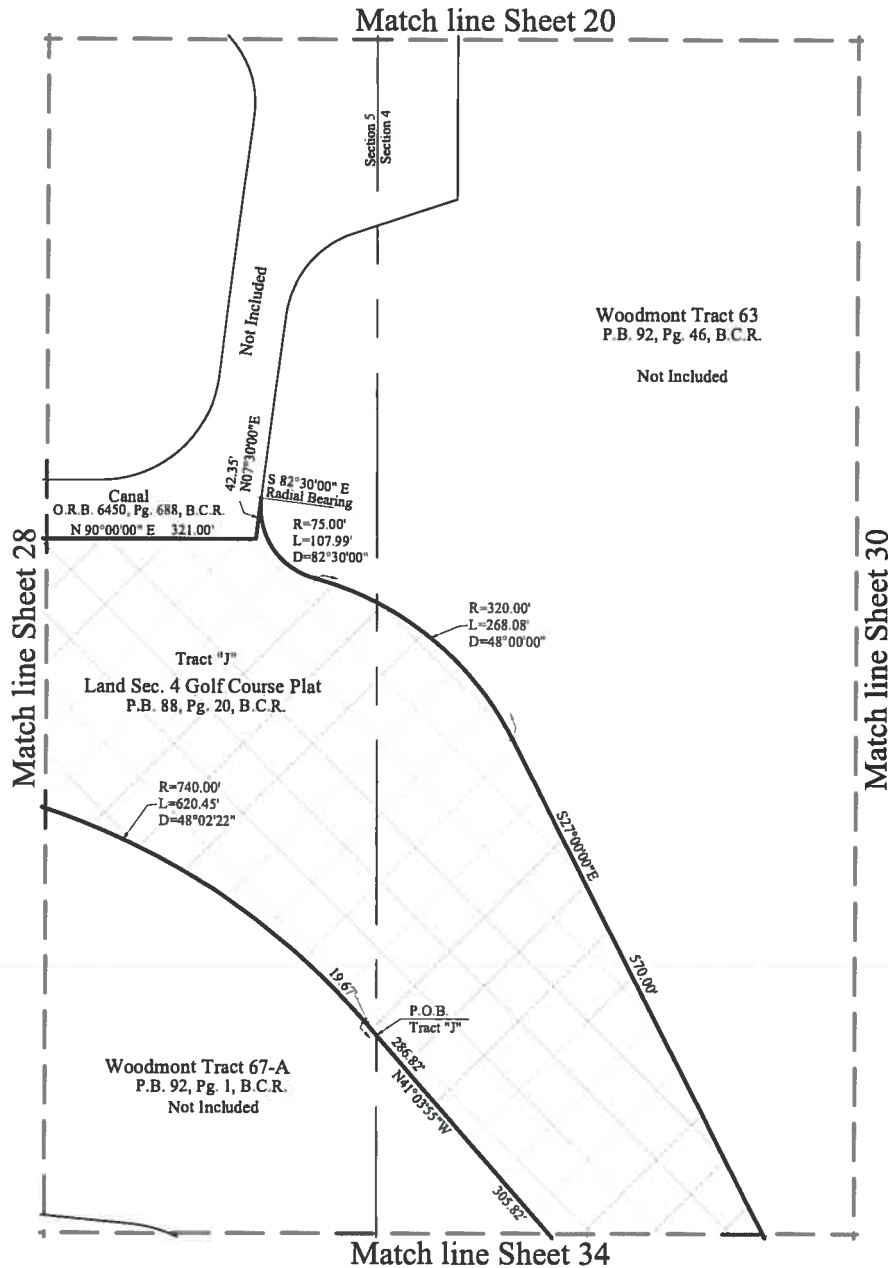 Match line Sheet 20
Section 5
Section 4
Not Included
Woodmont Tract 63
P.B. 92, Pg. 46, B.C.R.
Not Included
42.35'
N07°30'00"E
S 82°30'00" E
Radial Bearing
Canal
O.R.B. 6450, Pg. 688, B.C.R.
N 90°00'00" E 321.00'
R=75.00'
L=107.99'
D=82°30'00"
Match line Sheet 28
Match line Sheet 30
R=320.00'
L=268.08'
D=48°00'00"
Tract "J"
Land Sec. 4 Golf Course Plat
P.B. 88, Pg. 20, B.C.R.
R=740.00'
L=620.45'
D=48°02'22"
S27°00'00"E
570.00'
19.67'
P.O.B.
Tract "J"
286.82'
N41°03'55"W
305.82'
Woodmont Tract 67-A
P.B. 92, Pg. 1, B.C.R.
Not Included
Match line Sheet 34